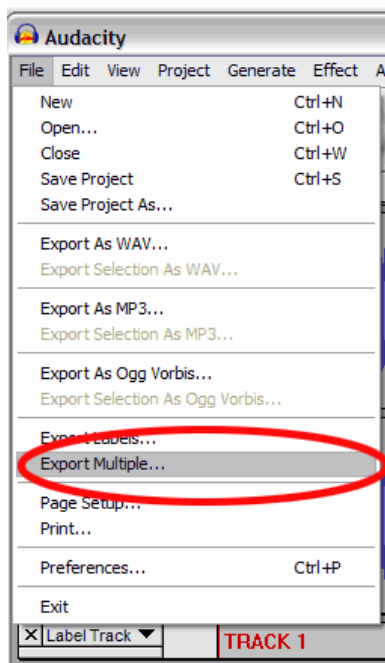 Audacity
File Edit View Project Generate Effect A
New Ctrl+N
Open... Ctrl+O
Close Ctrl+W
Save Project Ctrl+S
Save Project As...
Export As WAV...
Export Selection As WAV...
Export As MP3...
Export Selection As MP3...
Export As Ogg Vorbis...
Export Selection As Ogg Vorbis...
Export Labels...
Export Multiple...
Page Setup...
Print...
Preferences... Ctrl+P
Exit
X Label Track ▼ TRACK 1